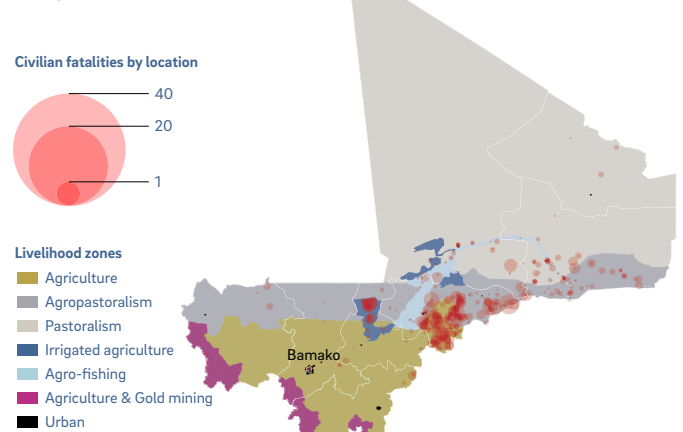 Civilian fatalities by location
40
20
1
Livelihood zones
Agriculture
Agropastoralism
Pastoralism
Irrigated agriculture
Agro-fishing
Agriculture & Gold mining
Urban
Bamako